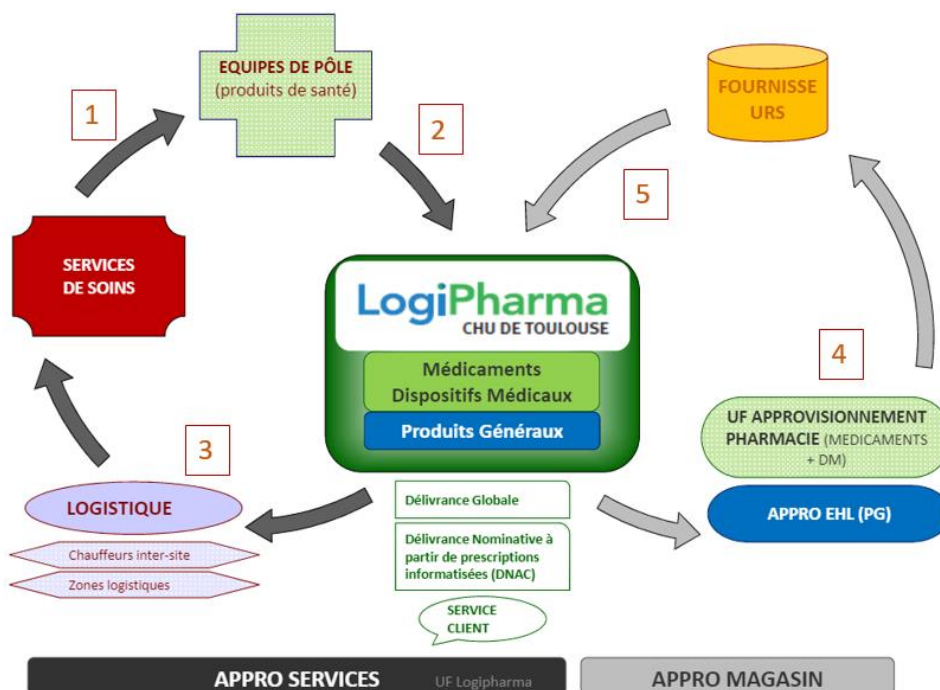 EQUIPES DE PÔLE
(produits de santé)
FOURNISSE
URS
1
2
5
SERVICES
DE SOINS
LogiPharma
CHU DE TOULOUSE
Médicaments
Dispositifs Médicaux
Produits Généraux
4
UF APPROVISIONNEMENT
PHARMACIE (MEDICAMENTS
+ DM)
APPRO EHL (PG)
3
LOGISTIQUE
Chauffeurs inter-site
Zones logistiques
Délivrance Globale
Délivrance Nominative à
partir de prescriptions
informatisées (DNAC)
SERVICE
CLIENT
APPRO SERVICES UF Logipharma
APPRO MAGASIN